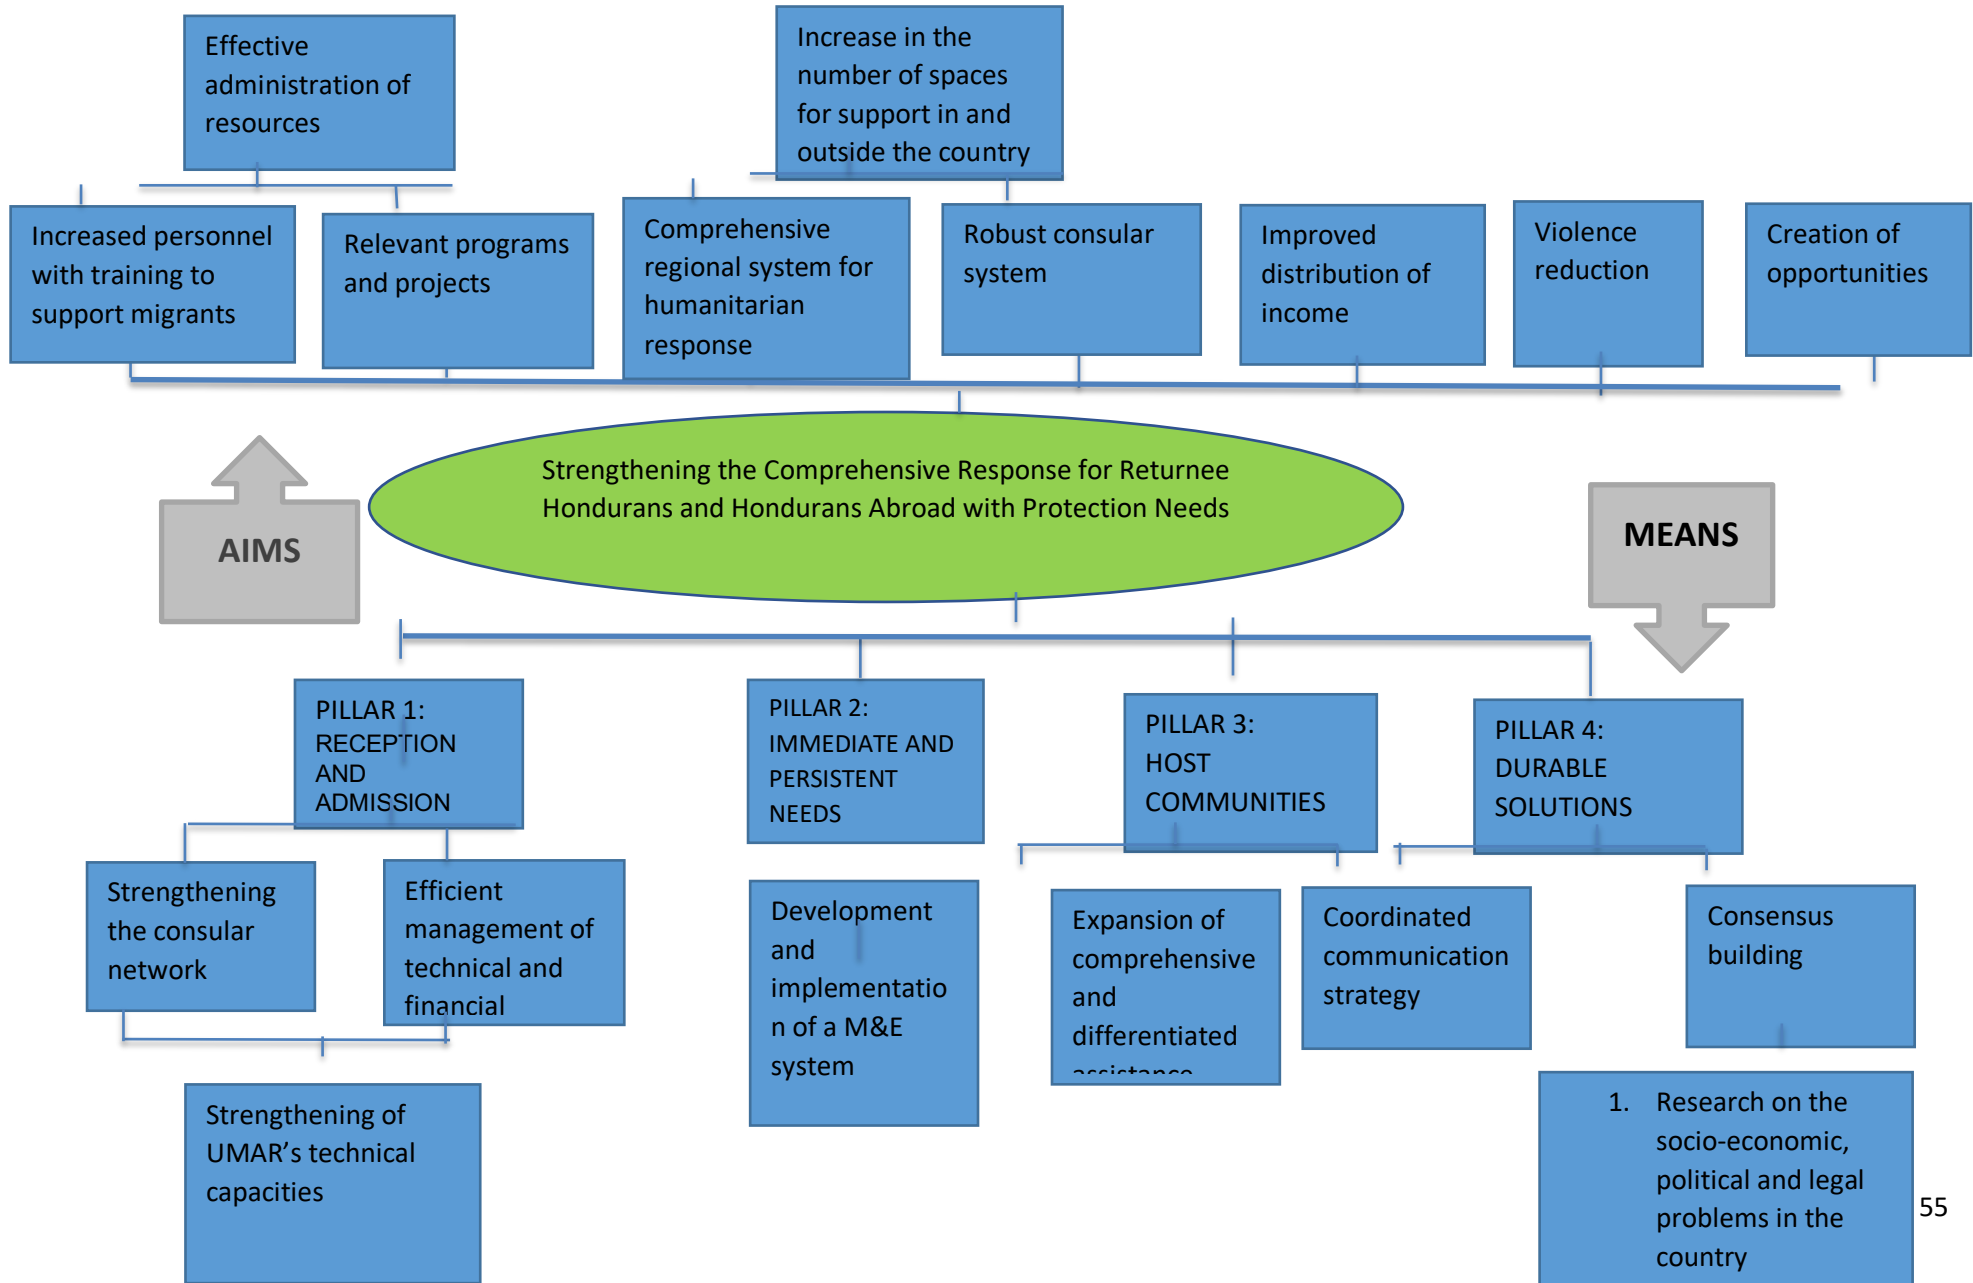 Effective
administration of
resources
Increase in the
number of spaces
for support in and
outside the country
Increased personnel
with training to
support migrants
Relevant programs
and projects
Comprehensive
regional system for
humanitarian
response
Robust consular
system
Improved
distribution of
income
Violence
reduction
Creation of
opportunities
Strengthening the Comprehensive Response for Returnee
Hondurans and Hondurans Abroad with Protection Needs
AIMS
MEANS
PILLAR 1:
RECEPTION
AND
ADMISSION
PILLAR 2:
IMMEDIATE AND
PERSISTENT
NEEDS
PILLAR 3:
HOST
COMMUNITIES
PILLAR 4:
DURABLE
SOLUTIONS
Strengthening
the consular
network
Efficient
management of
technical and
financial
Development
and
implementatio
n of a M&E
system
Expansion of
comprehensive
and
differentiated
assistance
Coordinated
communication
strategy
Consensus
building
Strengthening of
UMAR’s technical
capacities
1. Research on the
socio-economic,
political and legal
problems in the
country
55